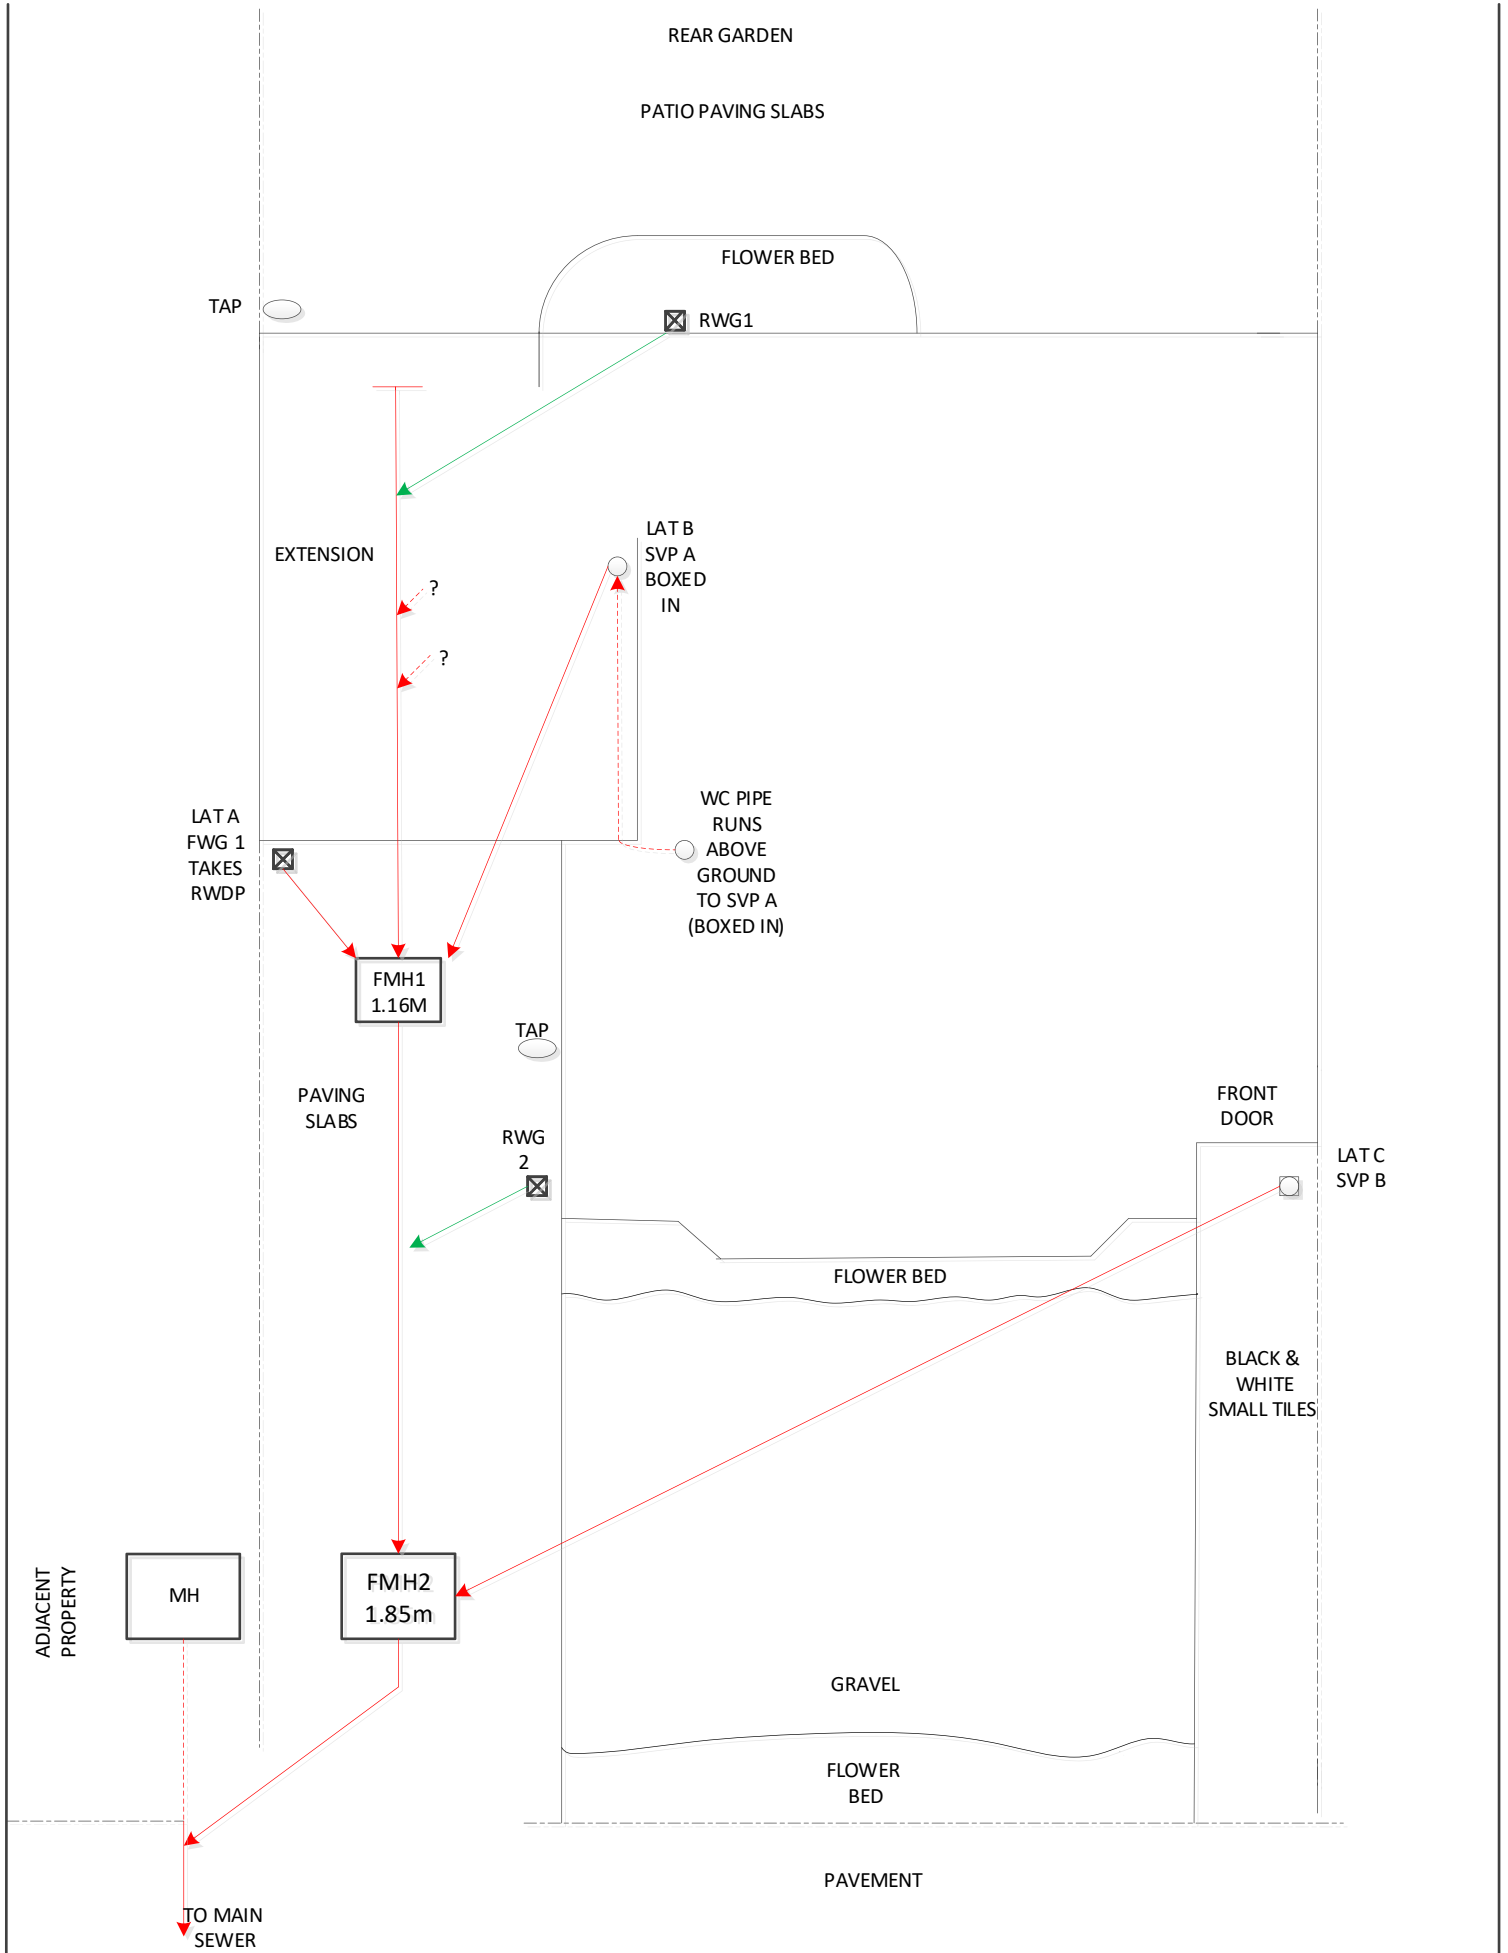 REAR GARDEN
PATIO PAVING SLABS
FLOWER BED
TAP
RWG1
LAT B
SVP A
BOXED
IN
EXTENSION
?
?
LAT A
FWG 1
TAKES
RWDP
WC PIPE
RUNS
ABOVE
GROUND
TO SVP A
(BOXED IN)
FMH1
1.16M
TAP
PAVING
SLABS
FRONT
DOOR
RWG
2
LAT C
SVP B
FLOWER BED
BLACK &
WHITE
SMALL TILES
ADJACENT
PROPERTY
MH
FMH2
1.85m
GRAVEL
FLOWER
BED
PAVEMENT
TO MAIN
SEWER